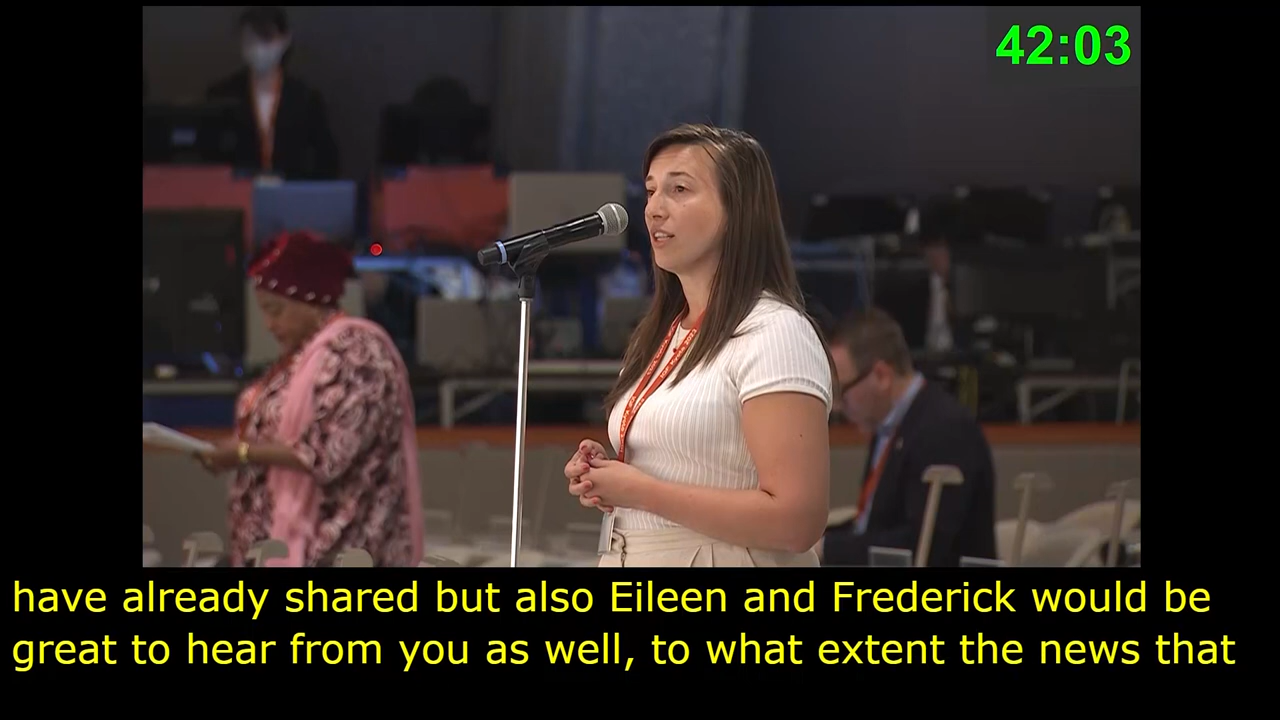 42:03
have already shared but also Eileen and Frederick would be
great to hear from you as well, to what extent the news that